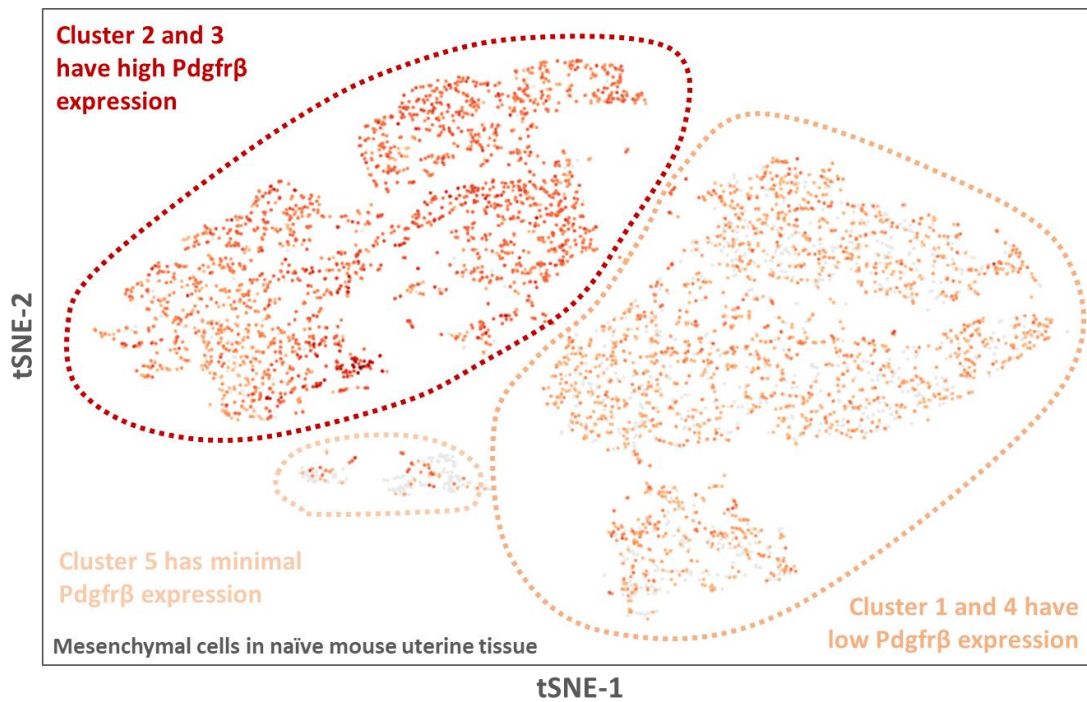 Cluster 2 and 3
have high Pdgfrβ
expression
tSNE-2
Cluster 5 has minimal
Pdgfrβ expression
Cluster 1 and 4 have
low Pdgfrβ expression
Mesenchymal cells in naïve mouse uterine tissue
tSNE-1